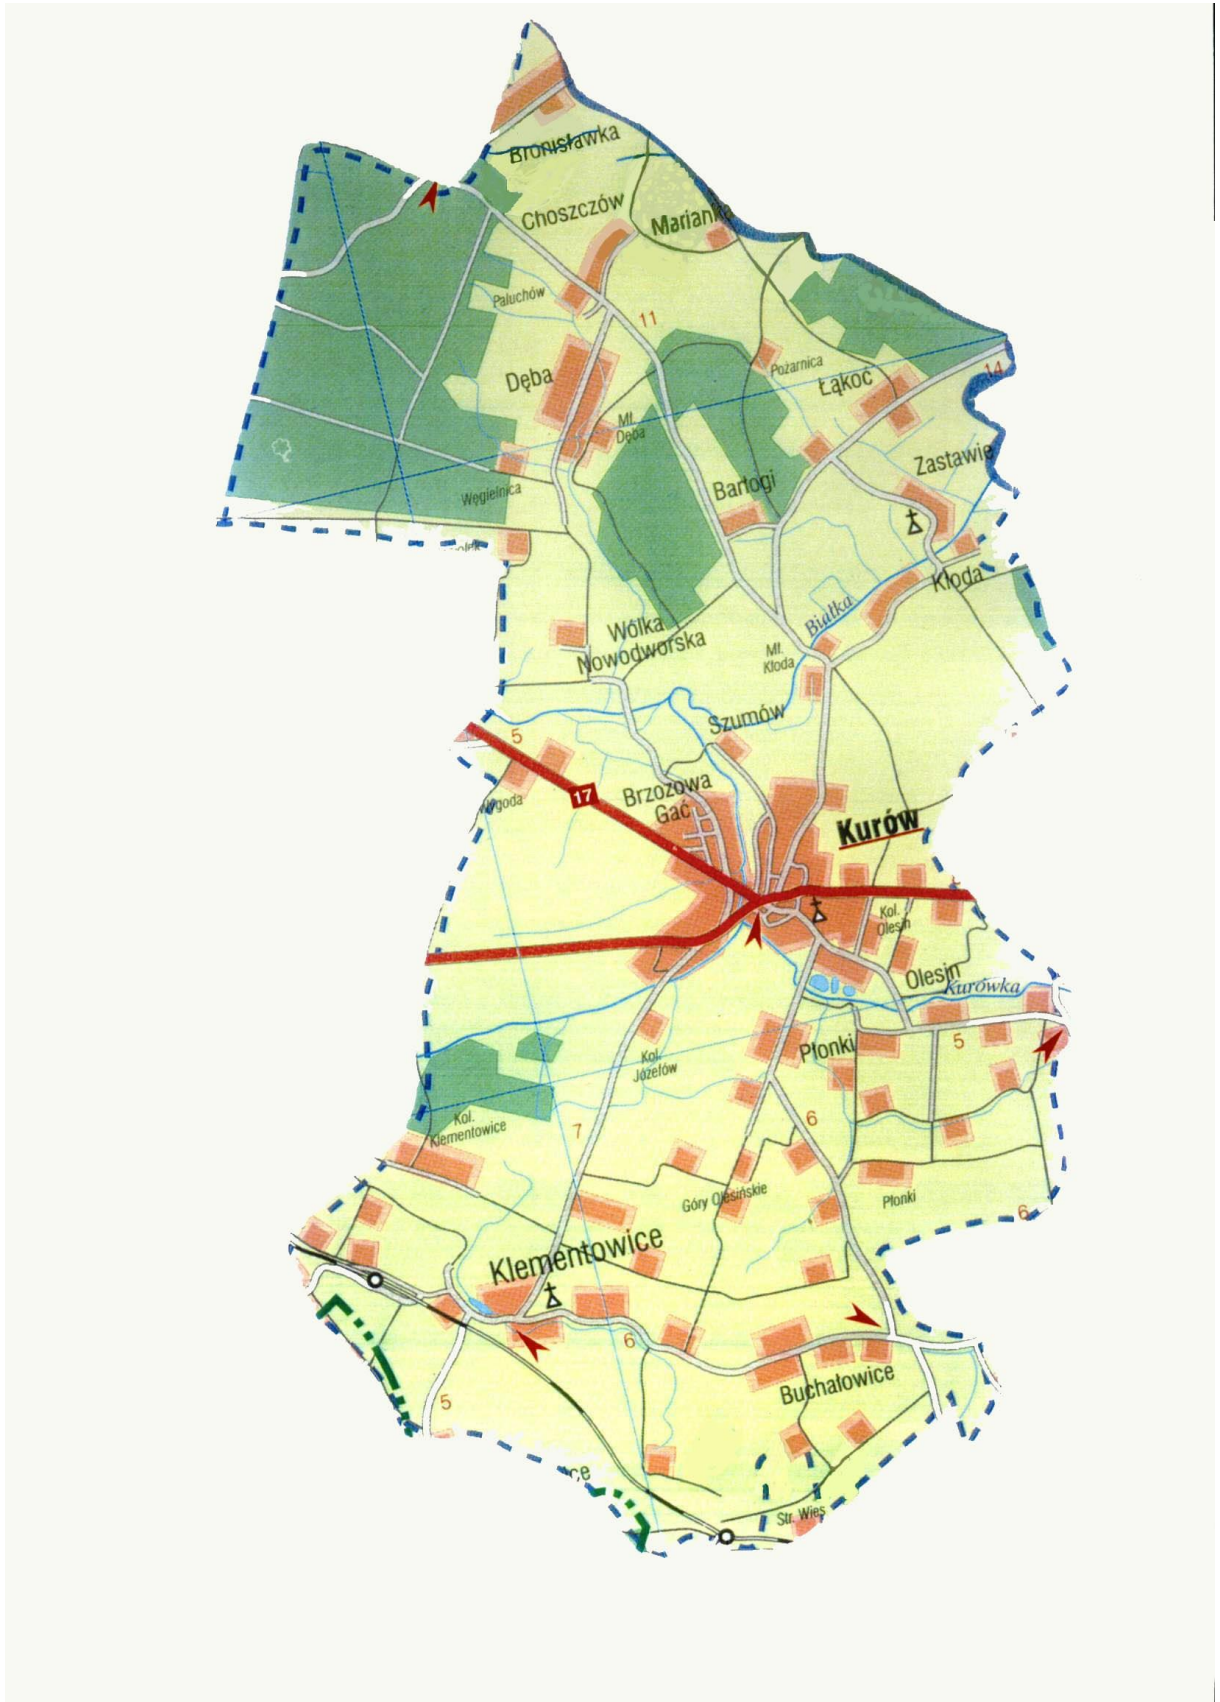 Bronisławka
Choszczów
Marianka
Paluchów
11
Dęba
Pożarnica
Łąkoć
14
Mł.
Dęba
Zastawie
Węgielnica
Barłogi
Kłoda
Białka
Wólka
Nowodworska
Mł.
Kłoda
Szumów
5
17
Brzozowa
Gać
Wygoda
Kurów
Kol.
Olesin
Olesin
Kurówka
Płonki
5
Kol.
Józefów
Kol.
Klementowice
7
6
Góry Olesińskie
Płonki
6
Klementowice
6
Buchałowice
5
ce
Str. Wieś